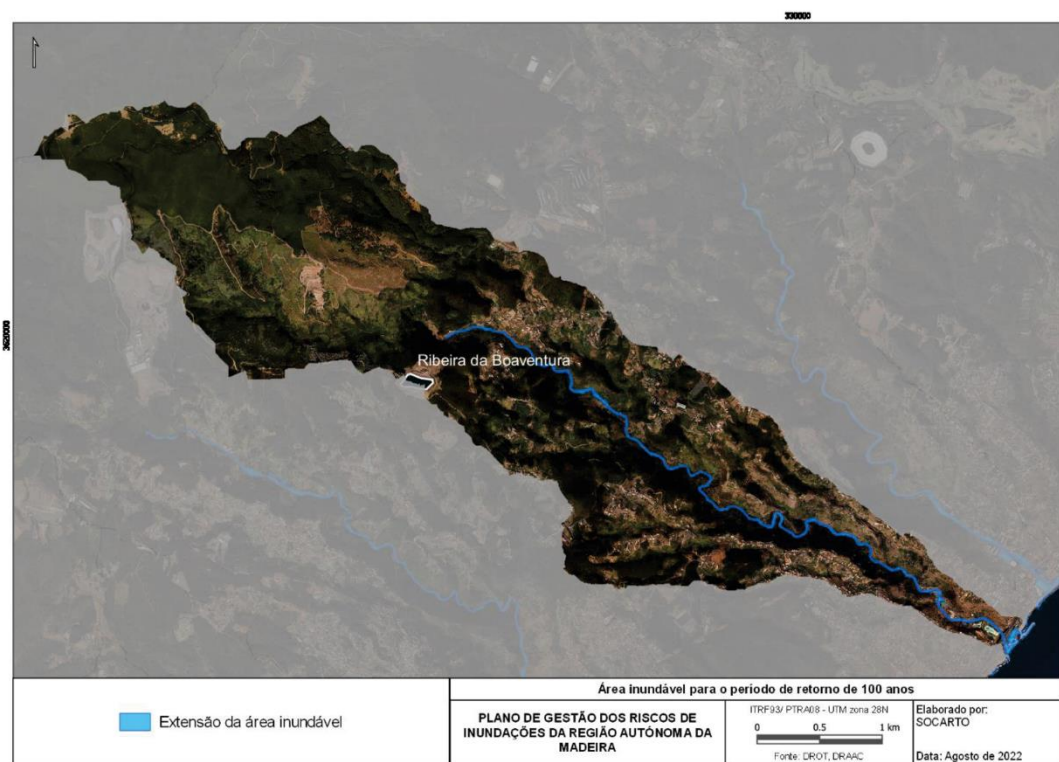 330000
3620000
Ribeira da Boaventura
Extensão da área inundável
Área inundável para o período de retorno de 100 anos
PLANO DE GESTÃO DOS RISCOS DE
INUNDAÇÕES DA REGIÃO AUTÓNOMA DA
MADEIRA
ITRF93/ PTRA08 - UTM zona 28N
0 0.5 1 km
Fonte: DROT, DRAAC
Elaborado por:
SOCARTO
Data: Agosto de 2022